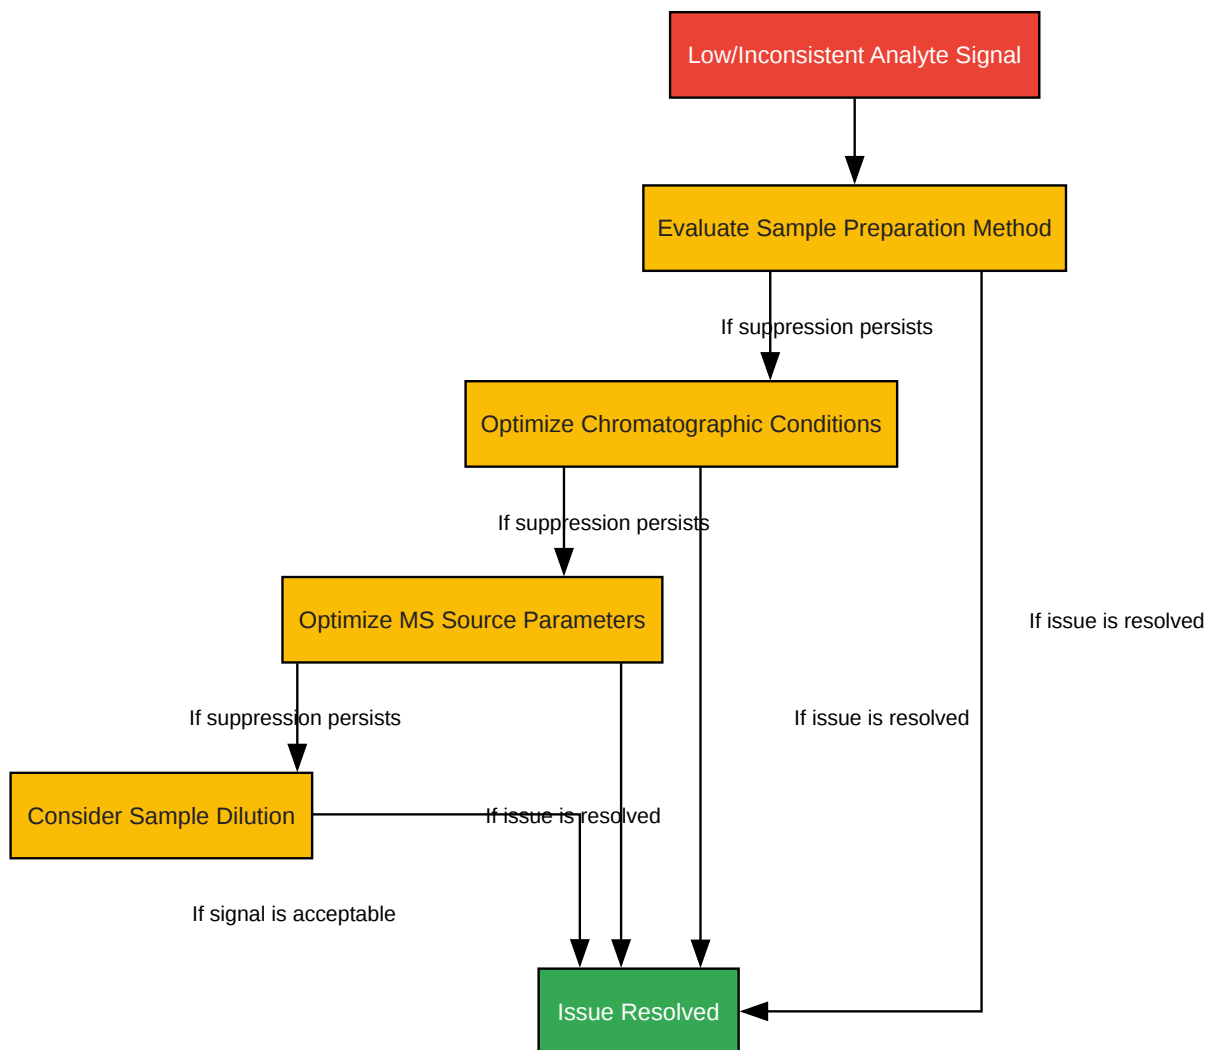 Low/Inconsistent Analyte Signal
Evaluate Sample Preparation Method
If suppression persists
Optimize Chromatographic Conditions
If suppression persists
Optimize MS Source Parameters
If issue is resolved
If suppression persists
If issue is resolved
Consider Sample Dilution
If issue is resolved
If signal is acceptable
Issue Resolved